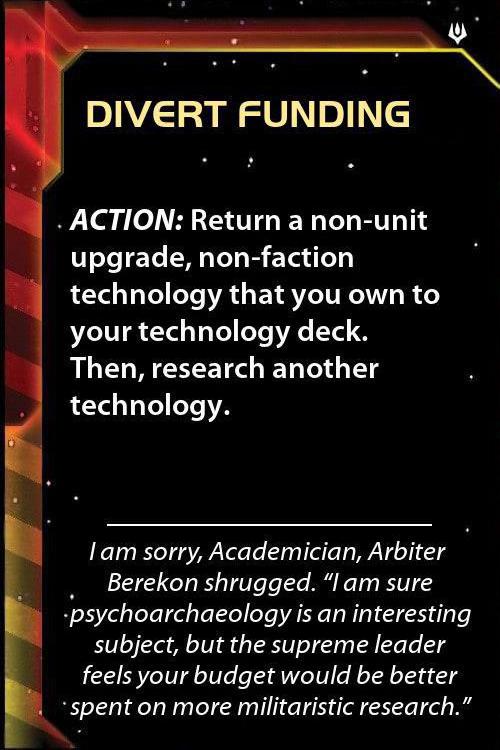 DIVERT FUNDING
ACTION: Return a non-unit
upgrade, non-faction
technology that you own to
your technology deck.
Then, research another
technology.
I am sorry, Academician, Arbiter
Berekon shrugged. “I am sure
psychoarchaeology is an interesting
subject, but the supreme leader
feels your budget would be better
spent on more militaristic research.”